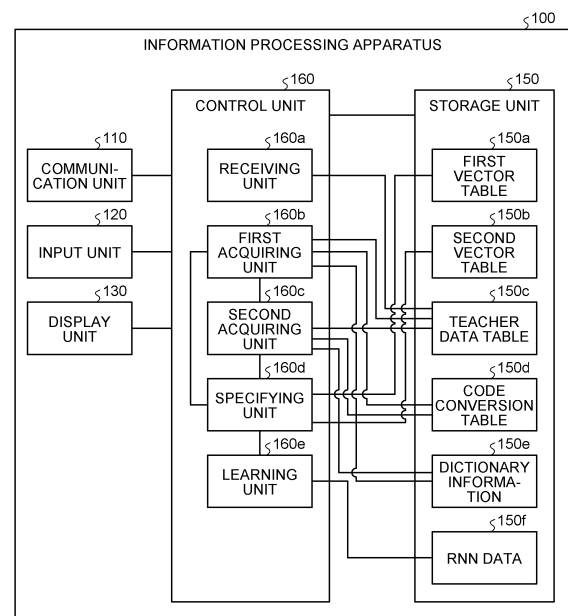 100
INFORMATION PROCESSING APPARATUS
160
CONTROL UNIT
150
STORAGE UNIT
110
COMMUNI-
CATION UNIT
120
INPUT UNIT
130
DISPLAY
UNIT
160a
RECEIVING
UNIT
160b
FIRST
ACQUIRING
UNIT
160c
SECOND
ACQUIRING
UNIT
160d
SPECIFYING
UNIT
160e
LEARNING
UNIT
150a
FIRST
VECTOR TABLE
150b
SECOND
VECTOR TABLE
150c
TEACHER
DATA TABLE
150d
CODE
CONVERSION
TABLE
150e
DICTIONARY
INFORMA-
TION
150f
RNN DATA